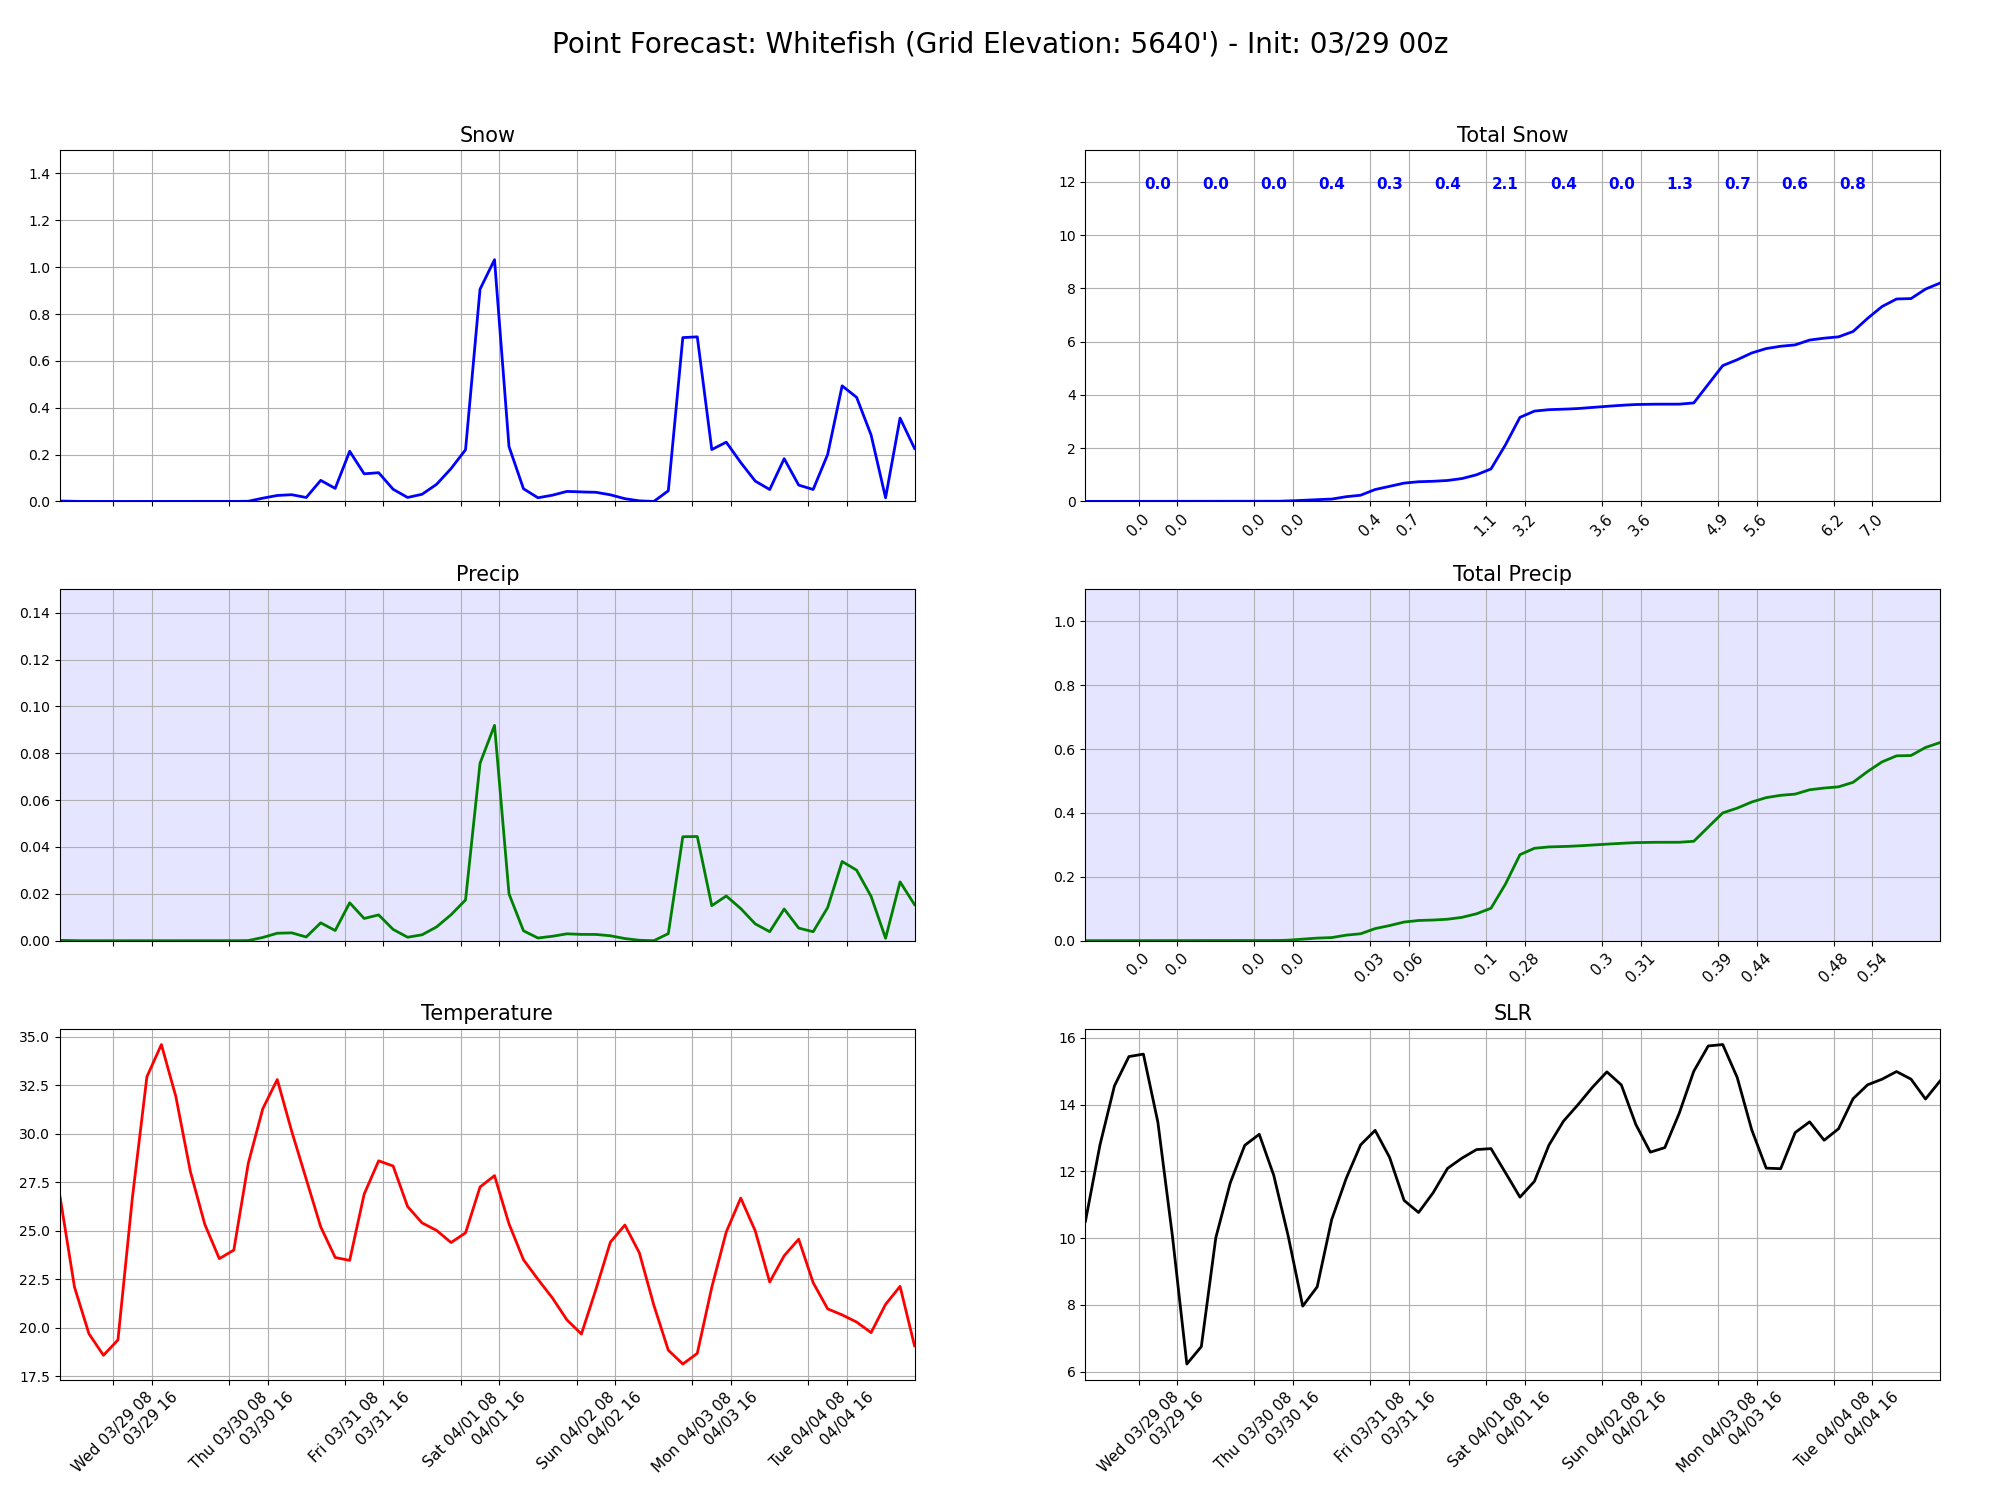 Point Forecast: Whitefish (Grid Elevation: 5640') - Init: 03/29 00z
Snow
1.4
1.2
1.0
0.8
0.6
0.4
0.2
0.0
Total Snow
12
10
8
6
4
2
0
0.0 0.0 0.0 0.4 0.3 0.4 2.1 0.4 0.0 1.3 0.7 0.6 0.8
0.0 0.0 0.0 0.0 0.4 0.7 1.1 3.2 3.6 3.6 4.9 5.6 6.2 7.0
Precip
0.14
0.12
0.10
0.08
0.06
0.04
0.02
0.00
Total Precip
1.0
0.8
0.6
0.4
0.2
0.0
0.0 0.0 0.0 0.0 0.03 0.06 0.1 0.28 0.3 0.31 0.39 0.44 0.48 0.54
Temperature
35.0
32.5
30.0
27.5
25.0
22.5
20.0
17.5
Wed 03/29 08
03/29 16
Thu 03/30 08
03/30 16
Fri 03/31 08
03/31 16
Sat 04/01 08
04/01 16
Sun 04/02 08
04/02 16
Mon 04/03 08
04/03 16
Tue 04/04 08
04/04 16
SLR
16
14
12
10
8
6
Wed 03/29 08
03/29 16
Thu 03/30 08
03/30 16
Fri 03/31 08
03/31 16
Sat 04/01 08
04/01 16
Sun 04/02 08
04/02 16
Mon 04/03 08
04/03 16
Tue 04/04 08
04/04 16